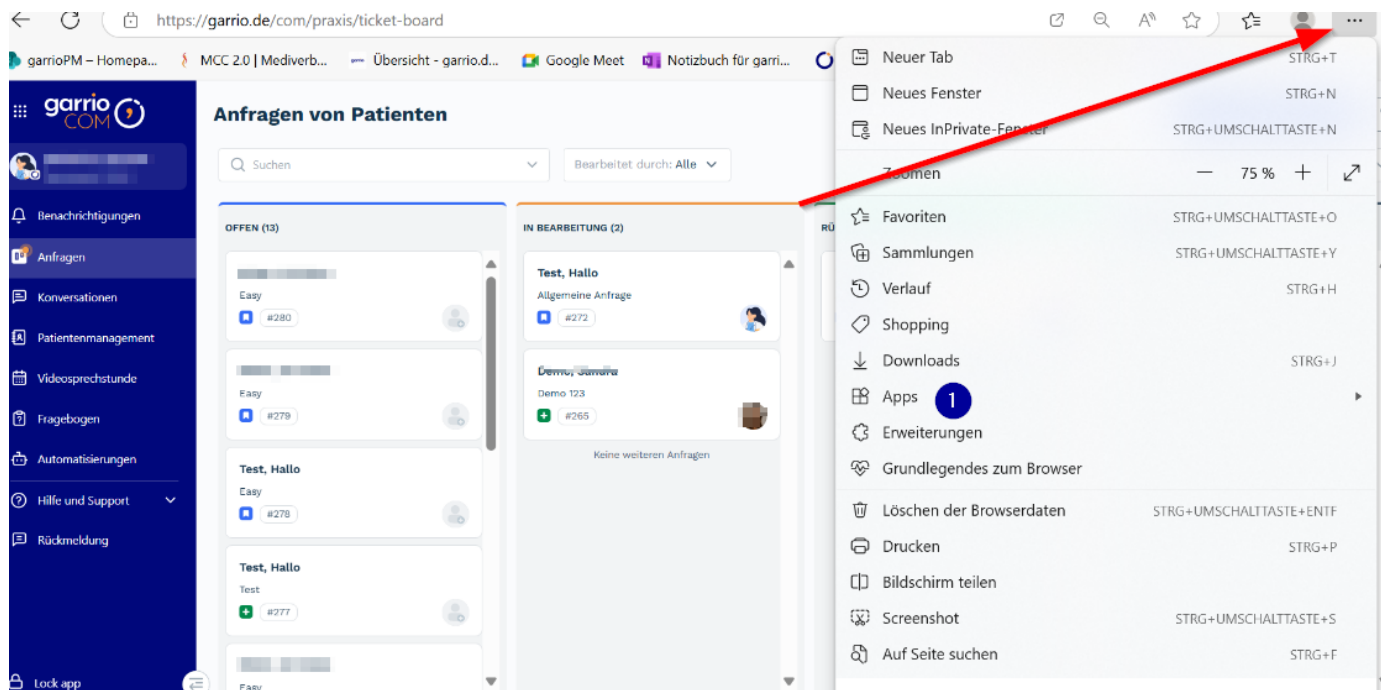 https://garrio.de/com/praxis/ticket-board
garrioPM – Homepa...
MCC 2.0 | Mediverb...
Übersicht - garrio.d...
Google Meet
Notizbuch für garri...
garrio
COM
Benachrichtigungen
Anfragen
Konversationen
Patientenmanagement
Videosprechstunde
Fragebogen
Automatisierungen
Hilfe und Support
Rückmeldung
Lock app
Anfragen von Patienten
Suchen
Bearbeitet durch: Alle
OFFEN (13)
Easy
#280
Easy
#279
Test, Hallo
Easy
#278
Test, Hallo
Test
#277
Easy
IN BEARBEITUNG (2)
Test, Hallo
Allgemeine Anfrage
#272
Demo, Sandra
Demo 123
#265
Keine weiteren Anfragen
RÜ
Neuer Tab STRG+T
Neues Fenster STRG+N
Neues InPrivate-Fenster STRG+UMSCHALTTASTE+N
Zoomen 75 %
Favoriten STRG+UMSCHALTTASTE+O
Sammlungen STRG+UMSCHALTTASTE+Y
Verlauf STRG+H
Shopping
Downloads STRG+J
Apps 1
Erweiterungen
Grundlegendes zum Browser
Löschen der Browserdaten STRG+UMSCHALTTASTE+ENTF
Drucken STRG+P
Bildschirm teilen
Screenshot STRG+UMSCHALTTASTE+S
Auf Seite suchen STRG+F